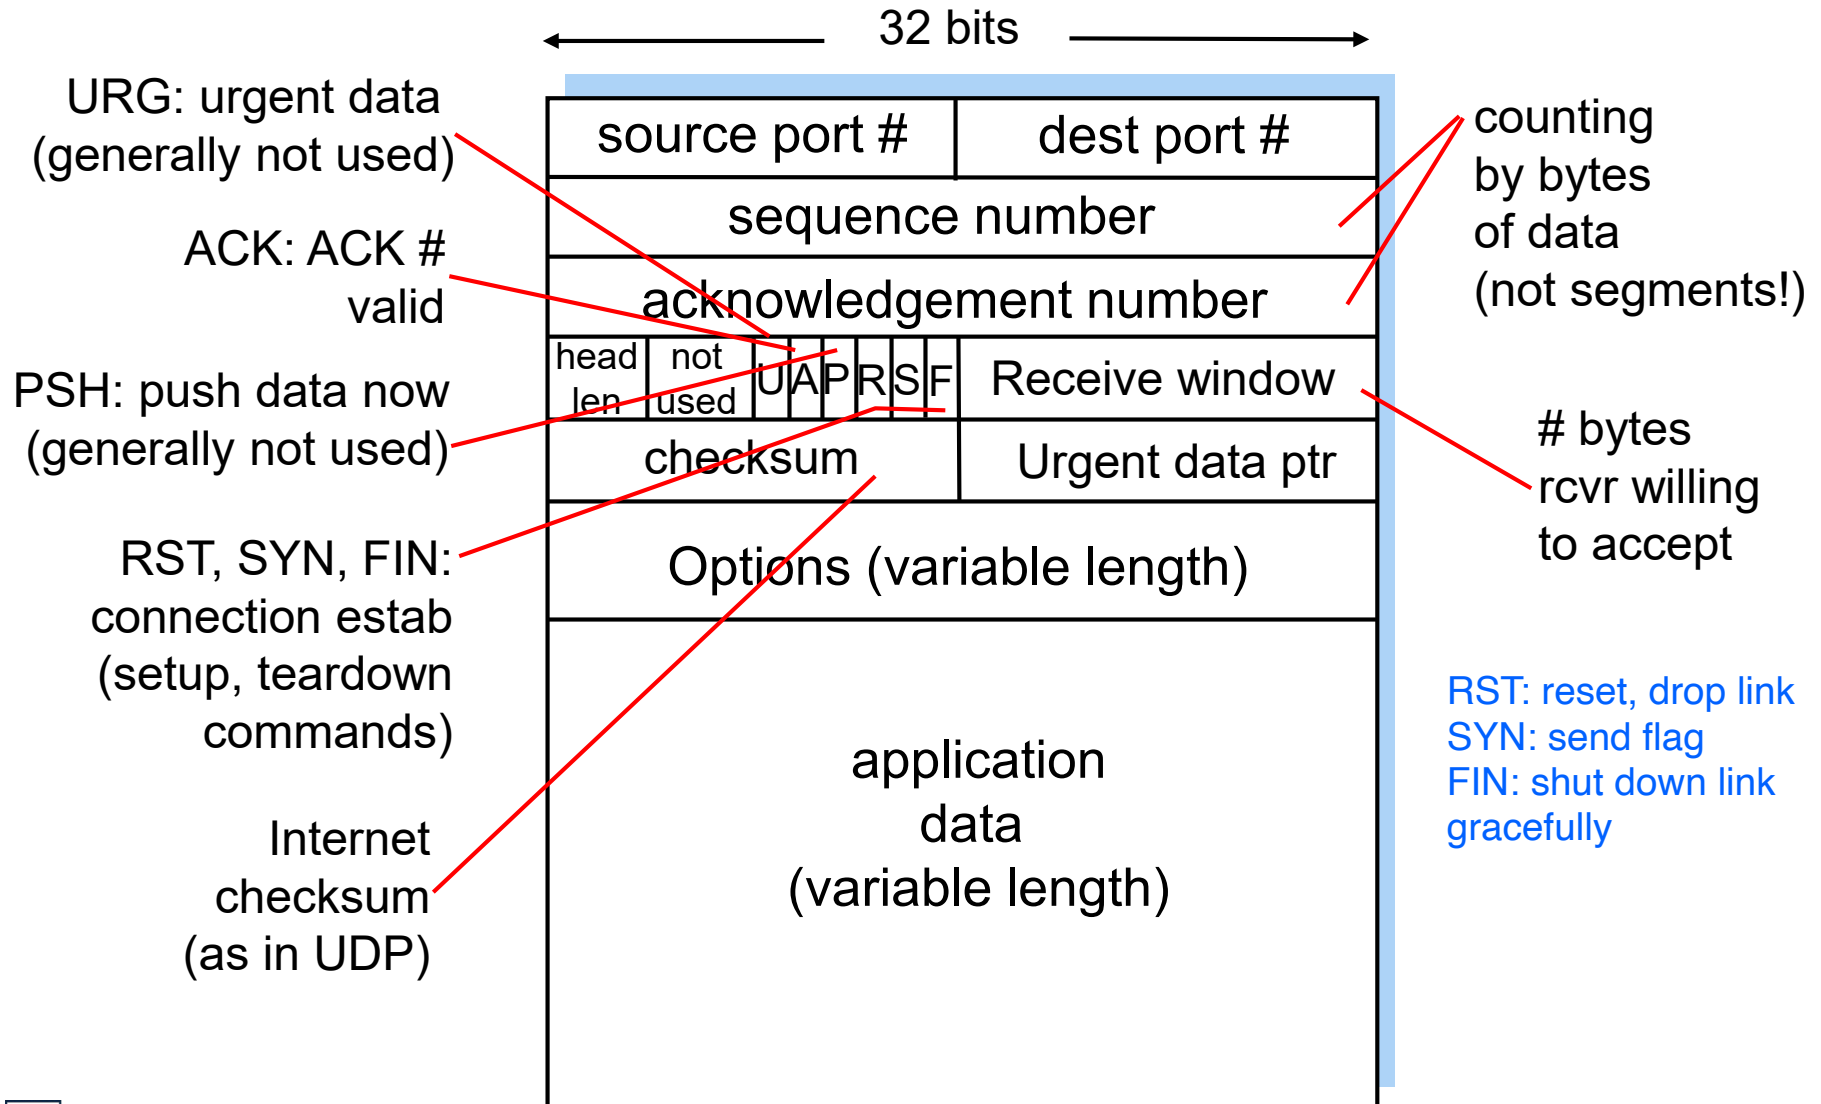 32 bits
URG: urgent data
(generally not used)
ACK: ACK #
valid
PSH: push data now
(generally not used)
RST, SYN, FIN:
connection estab
(setup, teardown
commands)
Internet
checksum
(as in UDP)
source port #
dest port #
sequence number
acknowledgement number
head
len
not
used
U
A
P
R
S
F
Receive window
checksum
Urgent data ptr
Options (variable length)
application
data
(variable length)
counting
by bytes
of data
(not segments!)
# bytes
rcvr willing
to accept
RST: reset, drop link
SYN: send flag
FIN: shut down link
gracefully